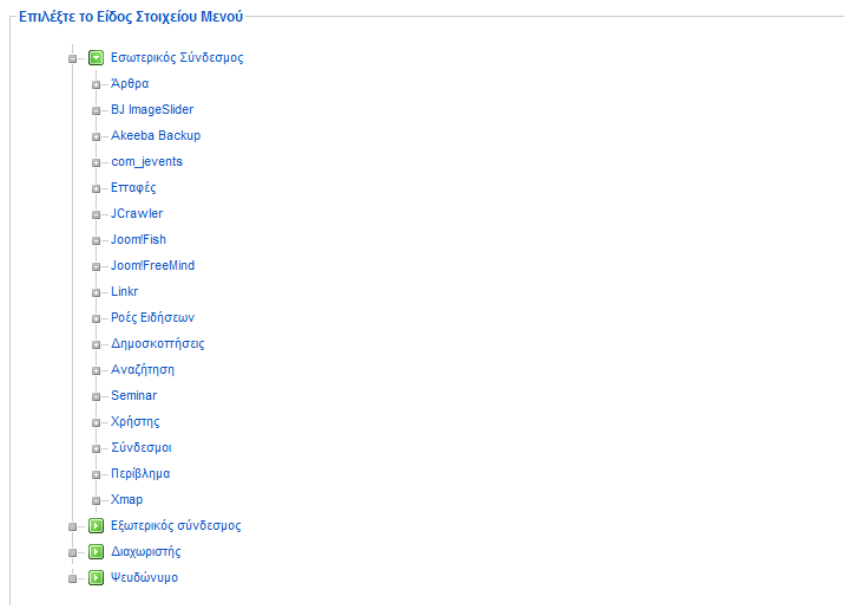 Επιλέξτε το Είδος Στοιχείου Μενού
Εσωτερικός Σύνδεσμος
Άρθρα
BJ ImageSlider
Akeeba Backup
com_jevents
Επαφές
JCrawler
Joom!Fish
Joom!FreeMind
Linkr
Ροές Ειδήσεων
Δημοσκοπήσεις
Αναζήτηση
Seminar
Χρήστης
Σύνδεσμοι
Περίβλημα
Xmap
Εξωτερικός σύνδεσμος
Διαχωριστής
Ψευδώνυμο